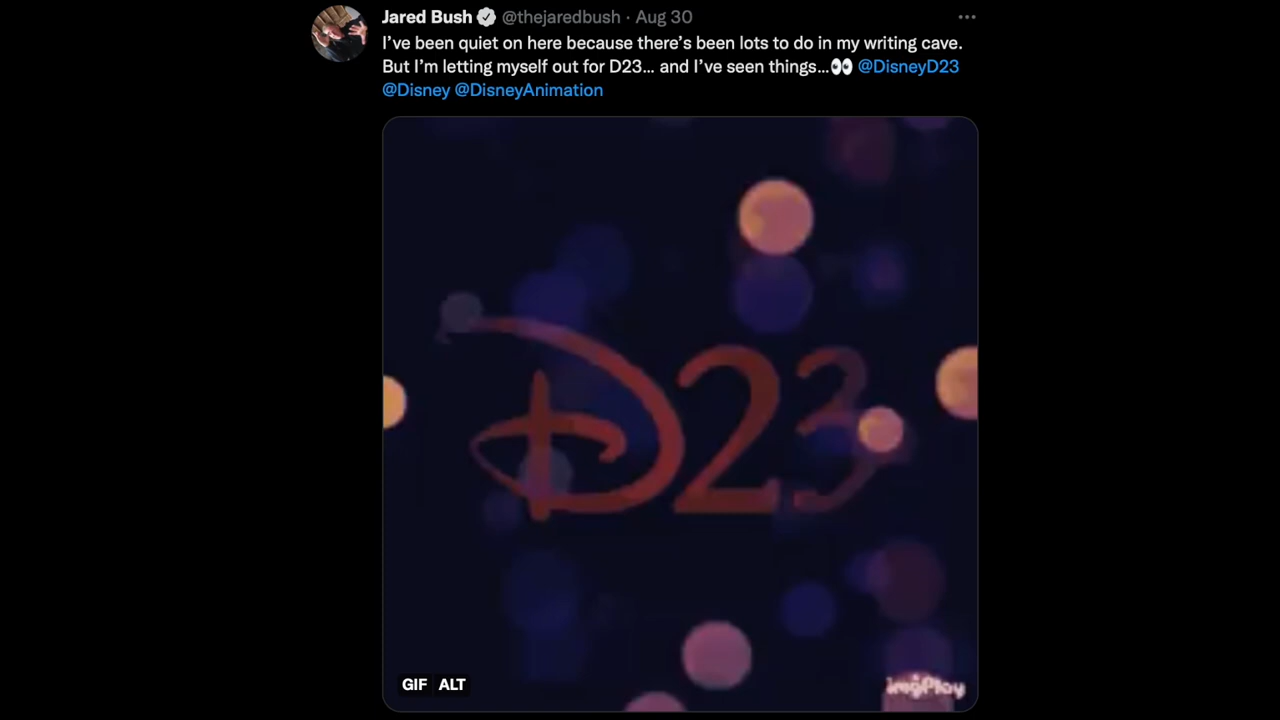 Jared Bush @thejaredbush · Aug 30
I’ve been quiet on here because there’s been lots to do in my writing cave.
But I’m letting myself out for D23… and I’ve seen things…👀 @DisneyD23
@Disney @DisneyAnimation
D23
GIF ALT
imgPlay